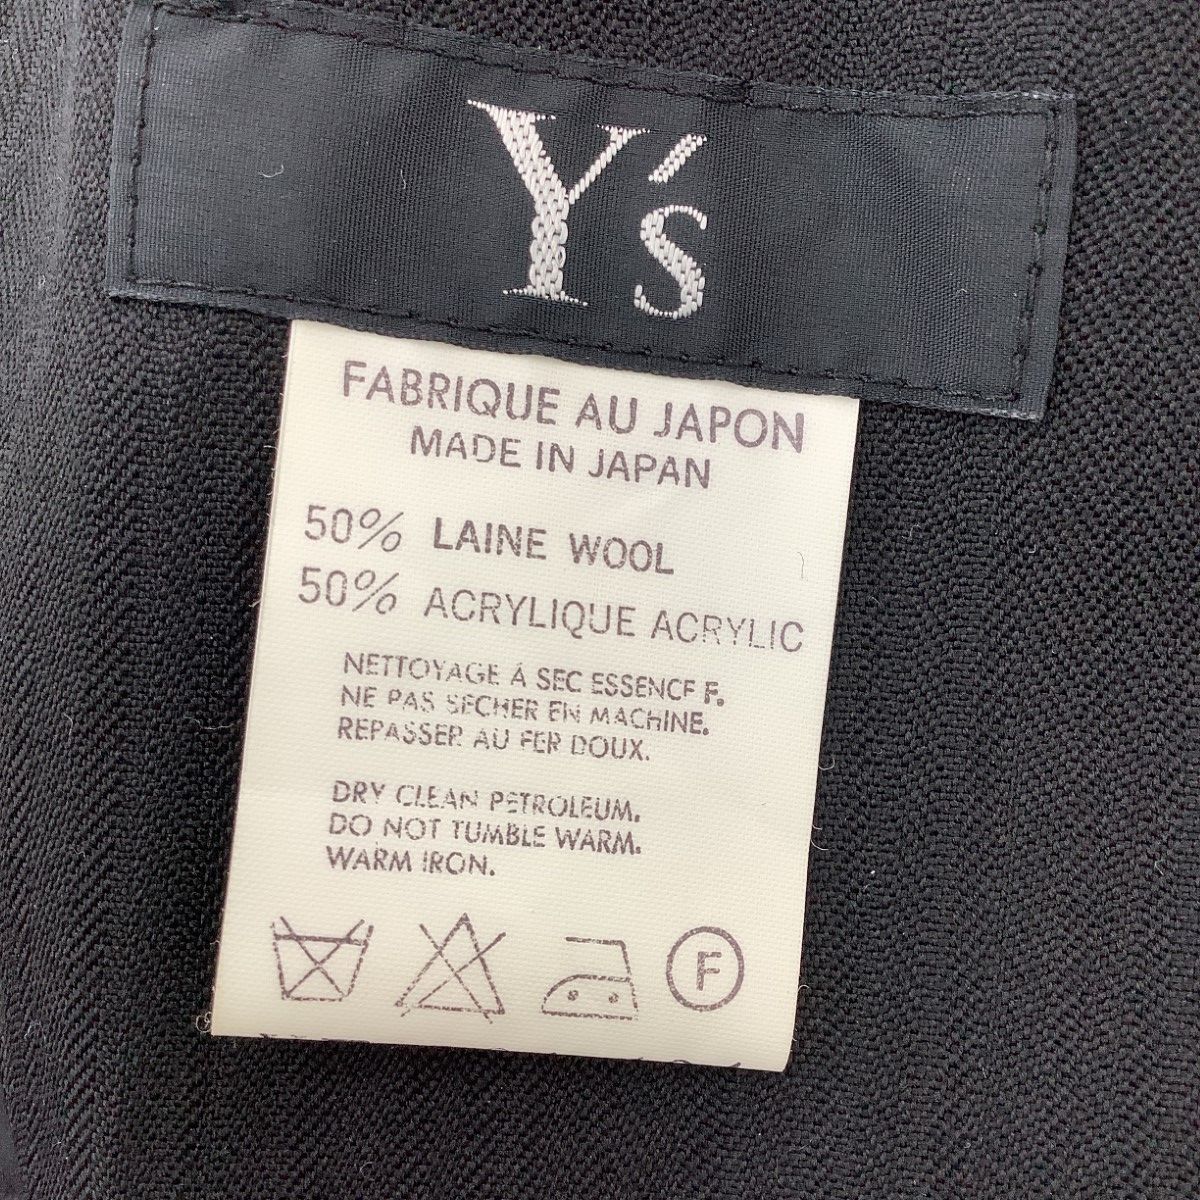 Y's
FABRIQUE AU JAPON
MADE IN JAPAN
50% LAINE WOOL
50% ACRYLIQUE ACRYLIC
NETTOYAGE Á SEC ESSENCE F.
NE PAS SECHER EN MACHINE.
REPASSER AU FER DOUX.
DRY CLEAN PETROLEUM.
DO NOT TUMBLE WARM.
WARM IRON.
F